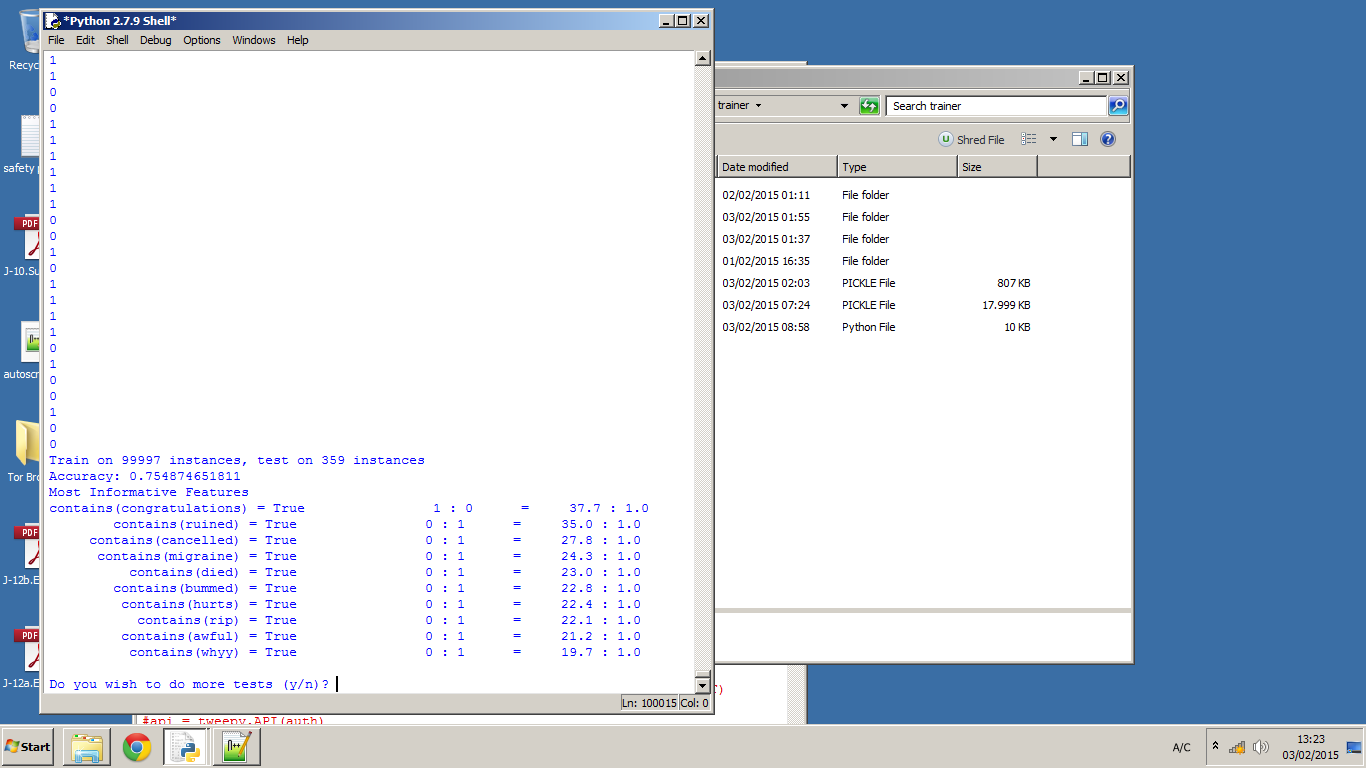 *Python 2.7.9 Shell*
File Edit Shell Debug Options Windows Help
1
1
0
0
1
1
1
1
1
1
0
0
1
0
1
1
1
1
0
1
0
0
1
0
0
Train on 99997 instances, test on 359 instances
Accuracy: 0.754874651811
Most Informative Features
contains(congratulations) = True 1 : 0 = 37.7 : 1.0
contains(ruined) = True 0 : 1 = 35.0 : 1.0
contains(cancelled) = True 0 : 1 = 27.8 : 1.0
contains(migraine) = True 0 : 1 = 24.3 : 1.0
contains(died) = True 0 : 1 = 23.0 : 1.0
contains(bummed) = True 0 : 1 = 22.8 : 1.0
contains(hurts) = True 0 : 1 = 22.4 : 1.0
contains(rip) = True 0 : 1 = 22.1 : 1.0
contains(awful) = True 0 : 1 = 21.2 : 1.0
contains(whyy) = True 0 : 1 = 19.7 : 1.0
Do you wish to do more tests (y/n)?
Ln: 100015 Col: 0
trainer Search trainer
Shred File
Date modified Type Size
02/02/2015 01:11 File folder
03/02/2015 01:55 File folder
03/02/2015 01:37 File folder
01/02/2015 16:35 File folder
03/02/2015 02:03 PICKLE File 807 KB
03/02/2015 07:24 PICKLE File 17.999 KB
03/02/2015 08:58 Python File 10 KB
#api = tweepy.API(auth)
Recyc
safety p
PDF
J-10.Su
autoscr
Tor Bro
PDF
J-12b.E
PDF
J-12a.E
Start
A/C
13:23
03/02/2015